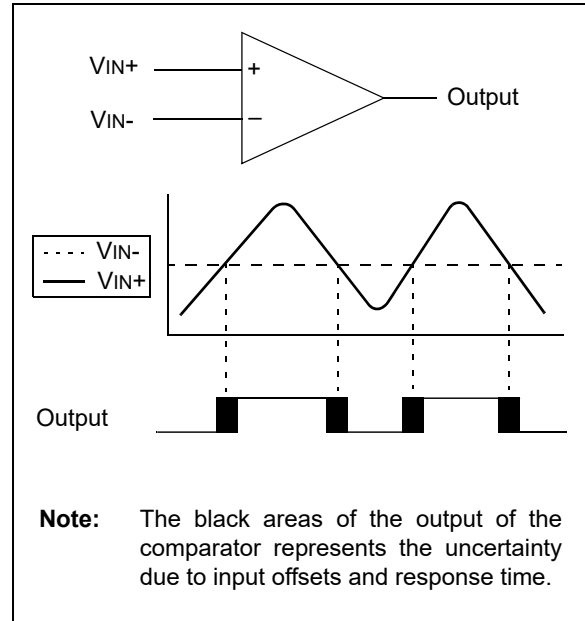 VIN+
+
Output
VIN-
–
VIN-
VIN+
Output
Note: The black areas of the output of the
comparator represents the uncertainty
due to input offsets and response time.